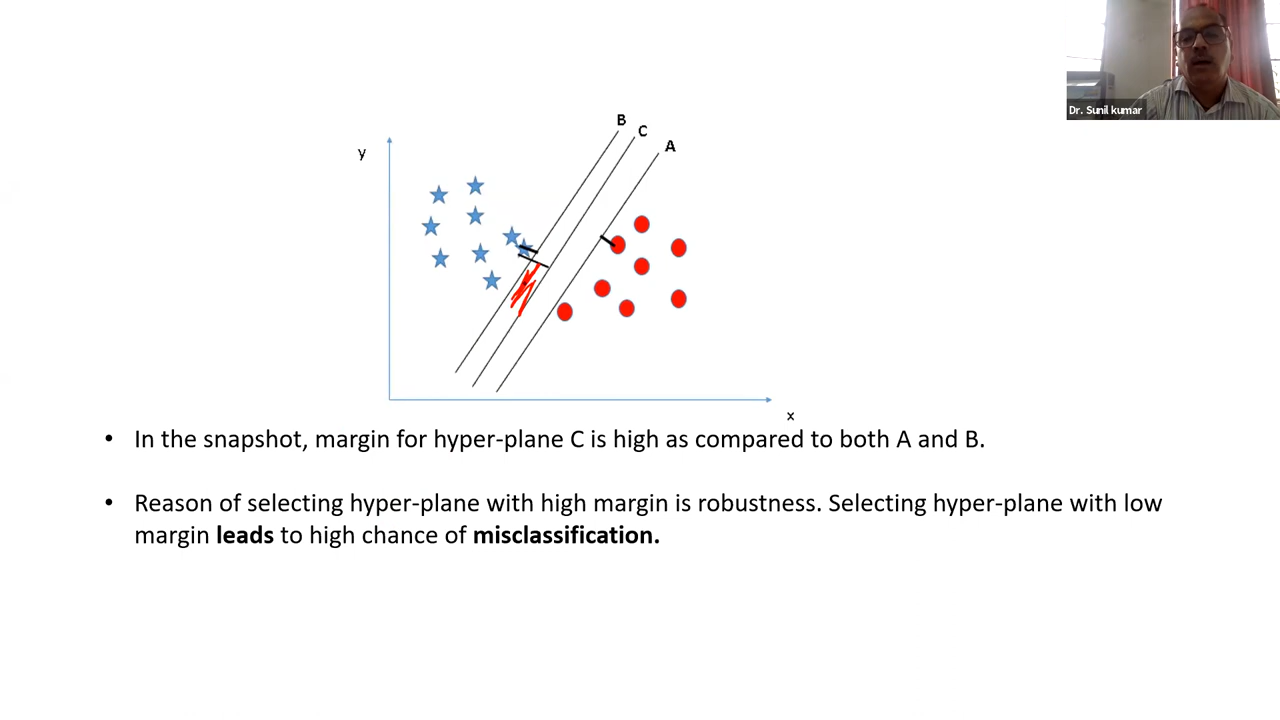 Dr. Sunil kumar
B
C
A
y
x
• In the snapshot, margin for hyper-plane C is high as compared to both A and B.
• Reason of selecting hyper-plane with high margin is robustness. Selecting hyper-plane with low
margin leads to high chance of misclassification.